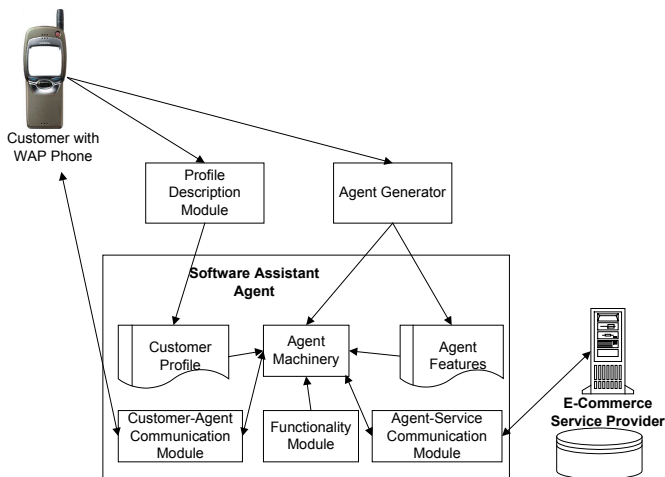 Customer with
WAP Phone
Profile
Description
Module
Agent Generator
Software Assistant
Agent
Customer
Profile
Agent
Machinery
Agent
Features
Customer-Agent
Communication
Module
Functionality
Module
Agent-Service
Communication
Module
E-Commerce
Service Provider